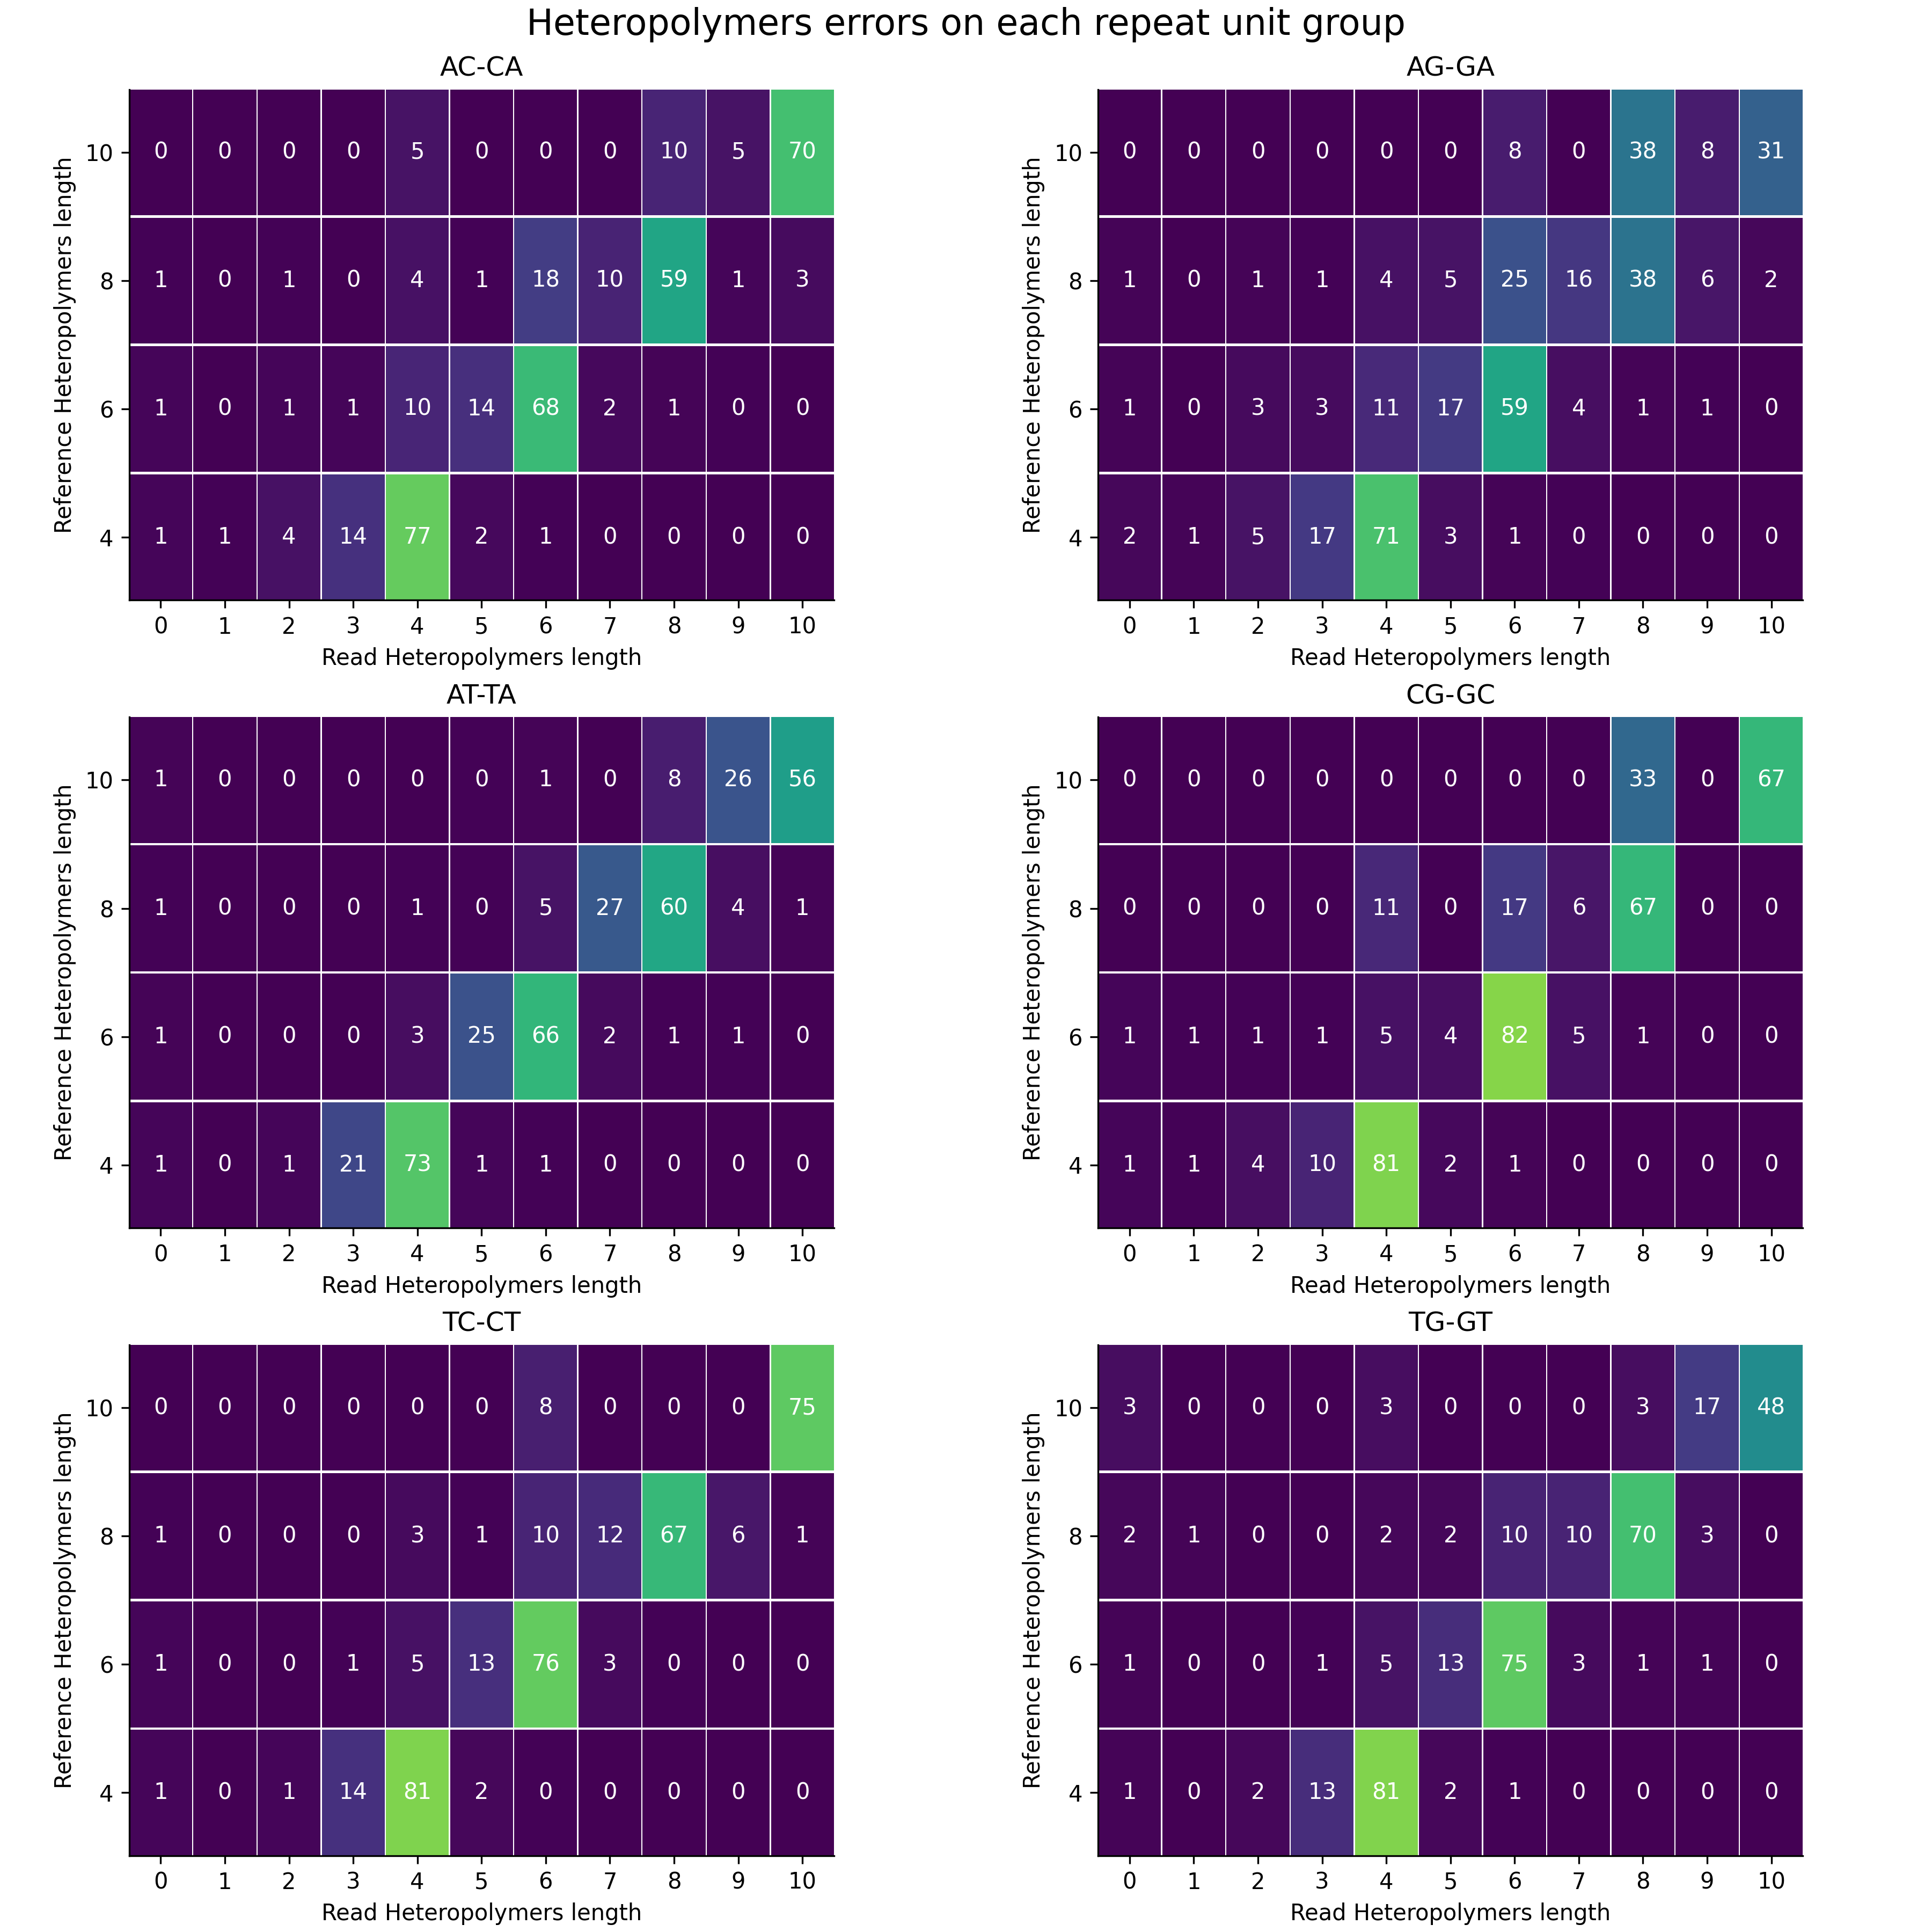 Heteropolymers errors on each repeat unit group
AC-CA
Reference Heteropolymers length
10 0 0 0 0 5 0 0 0 10 5 70
8 1 0 1 0 4 1 18 10 59 1 3
6 1 0 1 1 10 14 68 2 1 0 0
4 1 1 4 14 77 2 1 0 0 0 0
0 1 2 3 4 5 6 7 8 9 10
Read Heteropolymers length
AG-GA
Reference Heteropolymers length
10 0 0 0 0 0 0 8 0 38 8 31
8 1 0 1 1 4 5 25 16 38 6 2
6 1 0 3 3 11 17 59 4 1 1 0
4 2 1 5 17 71 3 1 0 0 0 0
0 1 2 3 4 5 6 7 8 9 10
Read Heteropolymers length
AT-TA
Reference Heteropolymers length
10 1 0 0 0 0 0 1 0 8 26 56
8 1 0 0 0 1 0 5 27 60 4 1
6 1 0 0 0 3 25 66 2 1 1 0
4 1 0 1 21 73 1 1 0 0 0 0
0 1 2 3 4 5 6 7 8 9 10
Read Heteropolymers length
CG-GC
Reference Heteropolymers length
10 0 0 0 0 0 0 0 0 33 0 67
8 0 0 0 0 11 0 17 6 67 0 0
6 1 1 1 1 5 4 82 5 1 0 0
4 1 1 4 10 81 2 1 0 0 0 0
0 1 2 3 4 5 6 7 8 9 10
Read Heteropolymers length
TC-CT
Reference Heteropolymers length
10 0 0 0 0 0 0 8 0 0 0 75
8 1 0 0 0 3 1 10 12 67 6 1
6 1 0 0 1 5 13 76 3 0 0 0
4 1 0 1 14 81 2 0 0 0 0 0
0 1 2 3 4 5 6 7 8 9 10
Read Heteropolymers length
TG-GT
Reference Heteropolymers length
10 3 0 0 0 3 0 0 0 3 17 48
8 2 1 0 0 2 2 10 10 70 3 0
6 1 0 0 1 5 13 75 3 1 1 0
4 1 0 2 13 81 2 1 0 0 0 0
0 1 2 3 4 5 6 7 8 9 10
Read Heteropolymers length